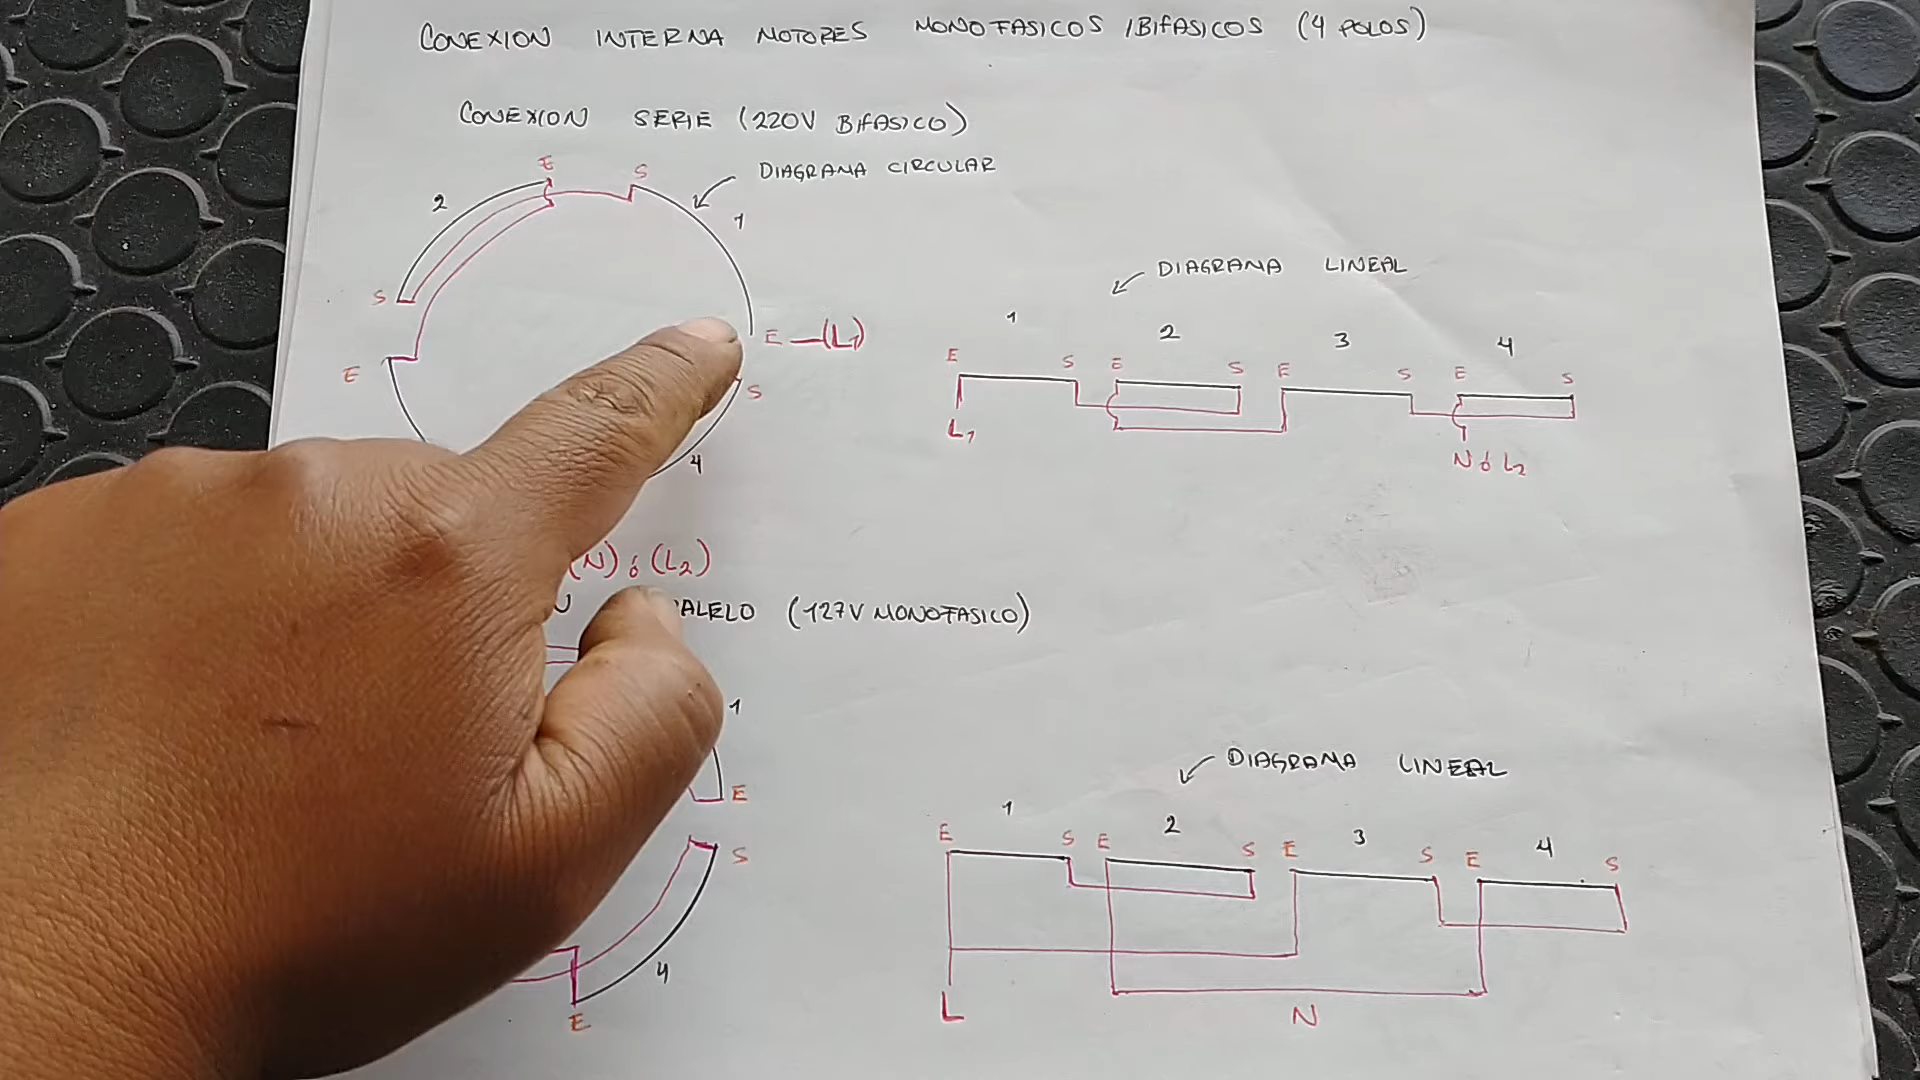 CONEXION INTERNA MOTORES MONOFASICOS /BIFASICOS (4 POLOS)
CONEXION SERIE (220V BIFASICO)
DIAGRAMA CIRCULAR
E
S
2
1
S
E
E —(L1)
S
4
(N) ó (L2)
DIAGRAMA LINEAL
1
2
3
4
E
S
E
S
E
S
E
S
L1
N ó L2
ALELO (127V MONOFASICO)
1
E
S
4
E
DIAGRAMA LINEAL
1
2
3
4
E
S
E
S
E
S
E
S
L
N